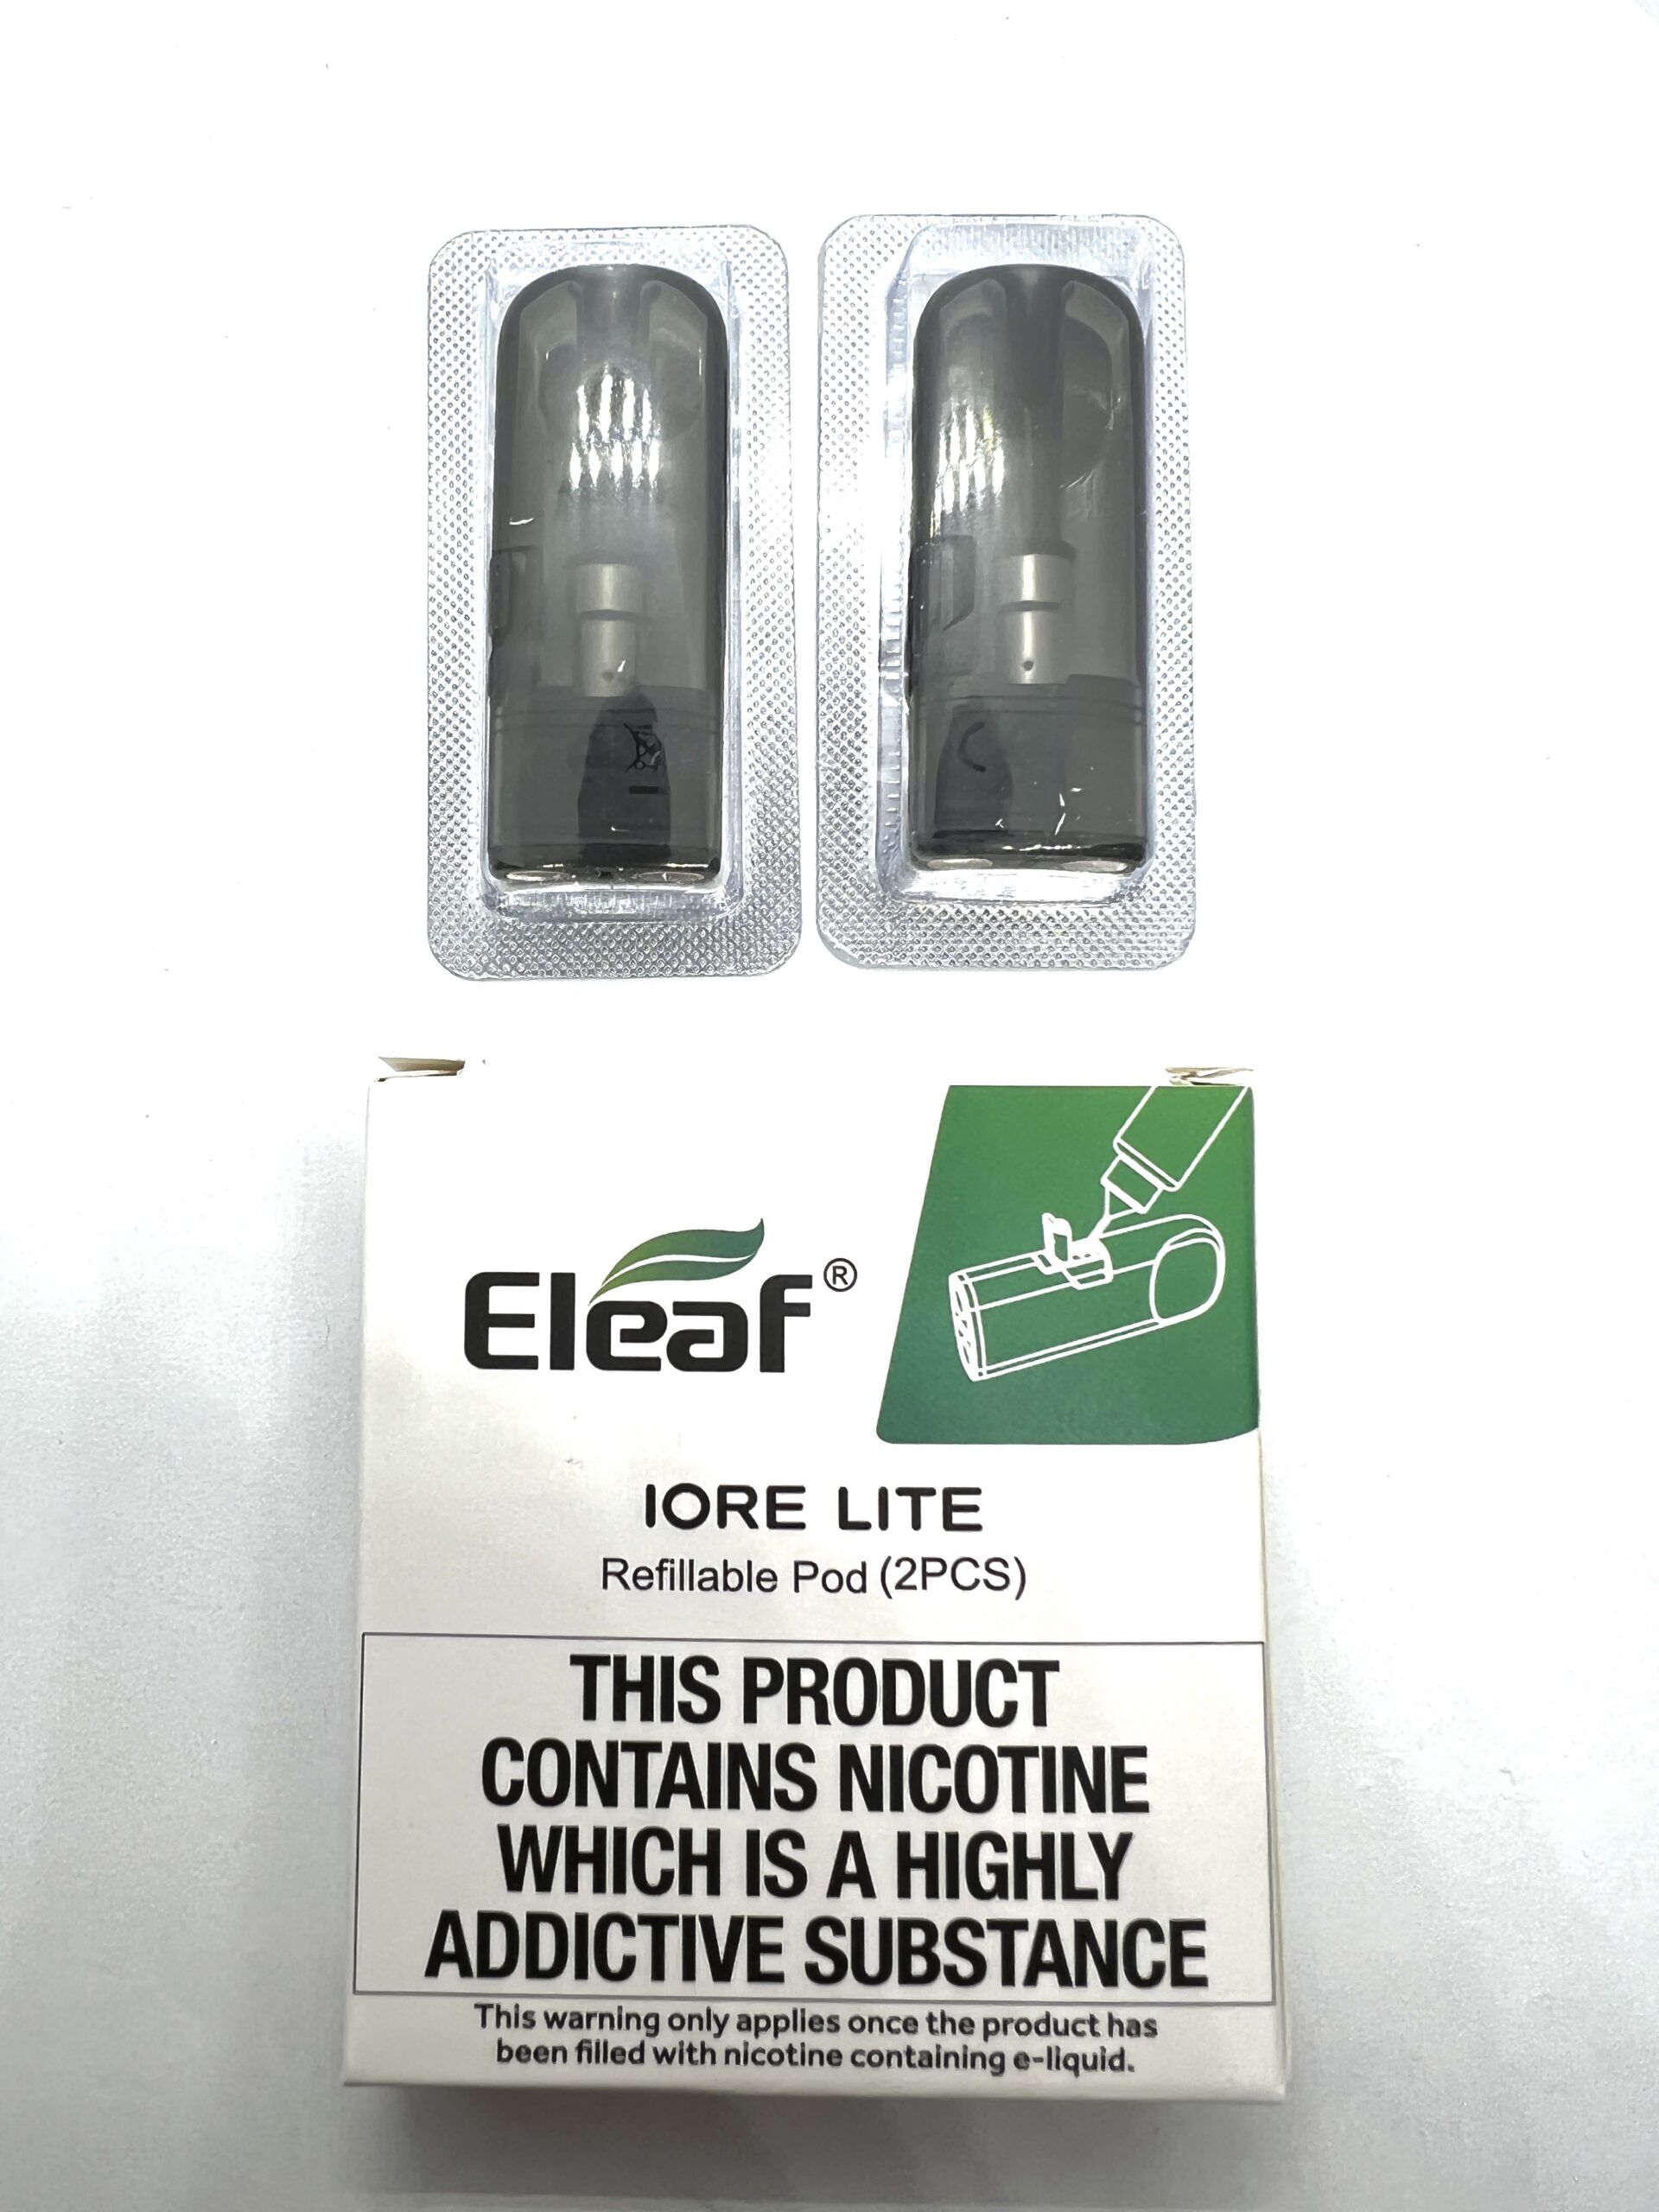 Eleaf®
IORE LITE
Refillable Pod (2PCS)
THIS PRODUCT
CONTAINS NICOTINE
WHICH IS A HIGHLY
ADDICTIVE SUBSTANCE
This warning only applies once the product has
been filled with nicotine containing e-liquid.